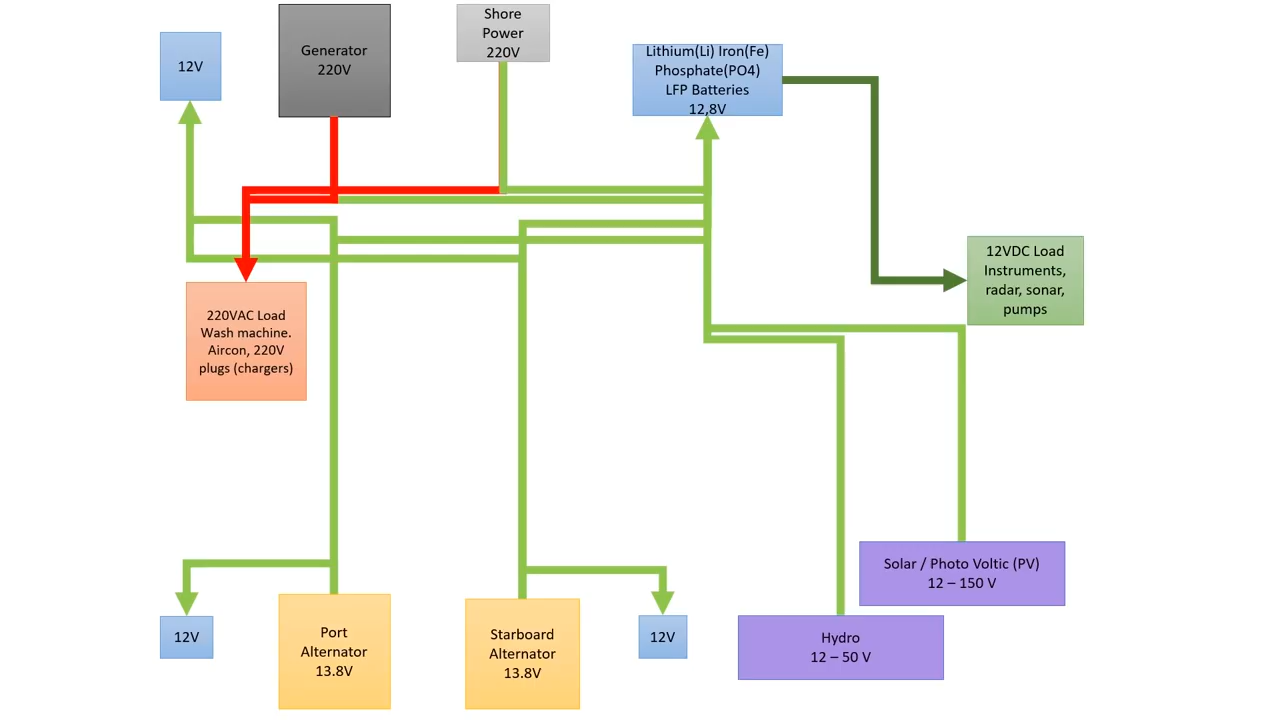 12V
Generator
220V
Shore
Power
220V
Lithium(Li) Iron(Fe)
Phosphate(PO4)
LFP Batteries
12,8V
12VDC Load
Instruments,
radar, sonar,
pumps
220VAC Load
Wash machine.
Aircon, 220V
plugs (chargers)
Solar / Photo Voltic (PV)
12 – 150 V
12V
Port
Alternator
13.8V
Starboard
Alternator
13.8V
12V
Hydro
12 – 50 V